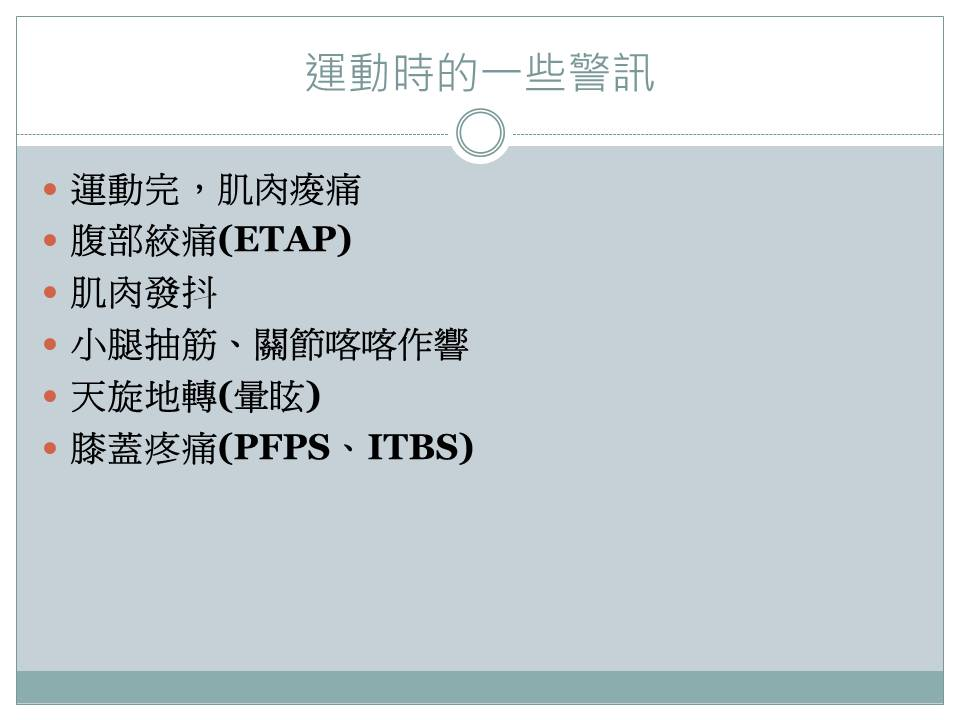 運動時的一些警訊
運動完，肌肉痠痛
腹部絞痛(ETAP)
肌肉發抖
小腿抽筋、關節喀喀作響
天旋地轉(暈眩)
膝蓋疼痛(PFPS、ITBS)